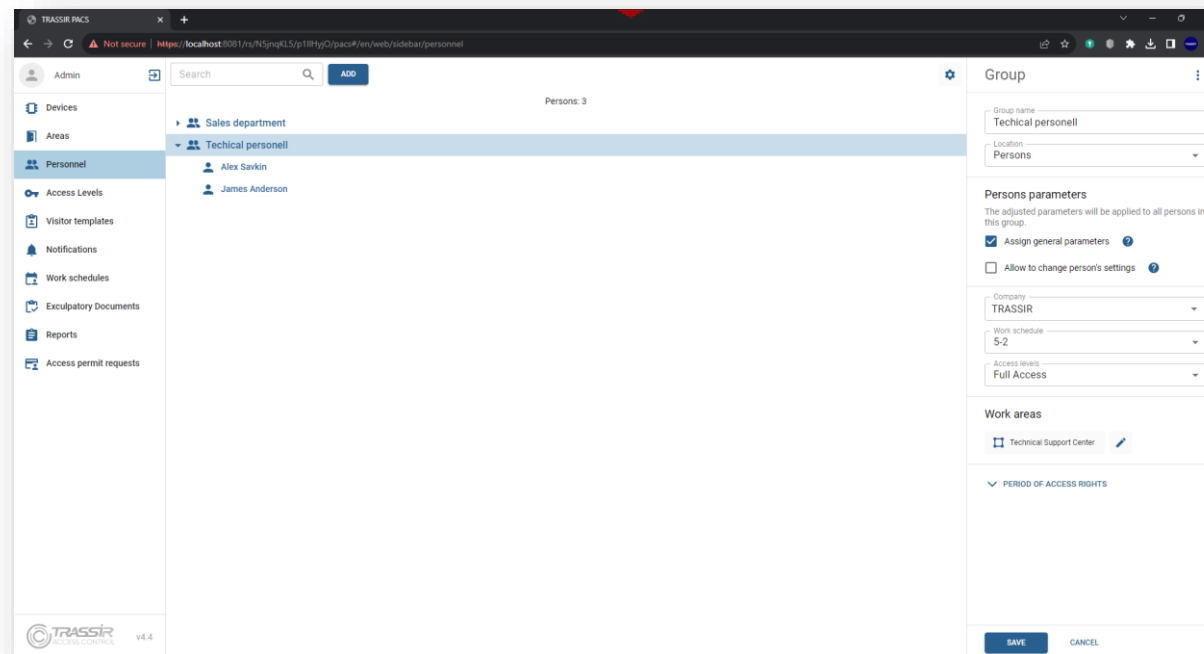 TRASSIR PACS
Not secure
https://localhost:8081/rs/N5jnqKL5/p1IlHyjO/pacs#/en/web/sidebar/personnel
Admin
Devices
Areas
Personnel
Access Levels
Visitor templates
Notifications
Work schedules
Exculpatory Documents
Reports
Access permit requests
TRASSIR
ACCESS CONTROL
v4.4
Search
ADD
Persons: 3
Sales department
Techical personell
Alex Savkin
James Anderson
Group
Group name
Techical personell
Location
Persons
Persons parameters
The adjusted parameters will be applied to all persons in
this group.
Assign general parameters
Allow to change person's settings
Company
TRASSIR
Work schedule
5-2
Access levels
Full Access
Work areas
Technical Support Center
PERIOD OF ACCESS RIGHTS
SAVE
CANCEL